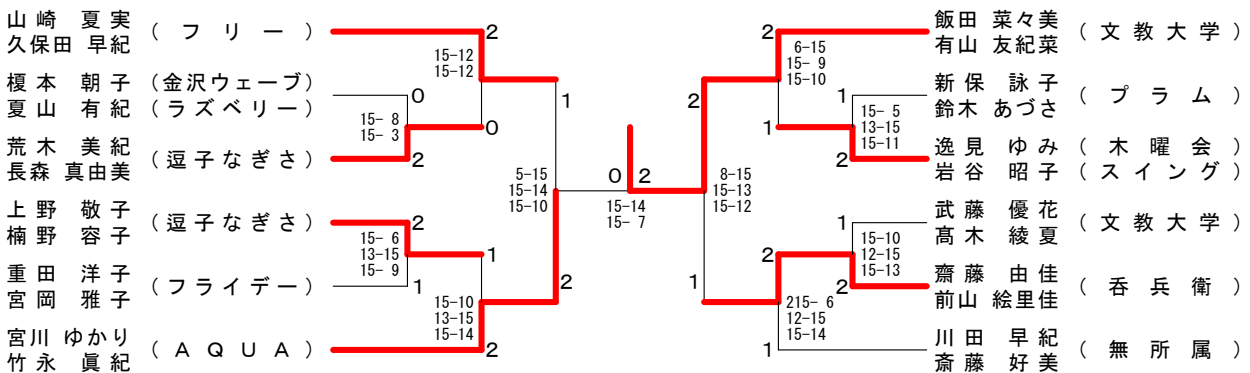 山崎 夏実
久保田 早紀
(フリー)
榎本 朝子 (金沢ウェーブ)
夏山 有紀 (ラズベリー)
荒木 美紀
長森 真由美
(逗子なぎさ)
上野 敬子
楠野 容子
(逗子なぎさ)
重田 洋子
宮岡 雅子
(フライデー)
宮川 ゆかり
竹永 眞紀
(AQUA)
2
15-12
15-12
0
15- 8
15- 3
2
0
1
2
15- 6
13-15
15- 9
1
1
15-10
13-15
15-14
2
5-15
15-14
15-10
2
0 2
15-14
15- 7
2
8-15
15-13
15-12
1
2
6-15
15- 9
15-10
1
1
15- 5
13-15
15-11
2
2
1
15-10
12-15
15-13
2
215- 6
12-15
15-14
1
飯田 菜々美
有山 友紀菜
(文教大学)
新保 詠子
鈴木 あづさ
(プラム)
逸見 ゆみ (木曜会)
岩谷 昭子 (スイング)
武藤 優花
髙木 綾夏
(文教大学)
齋藤 由佳
前山 絵里佳
(呑兵衛)
川田 早紀
斎藤 好美
(無所属)